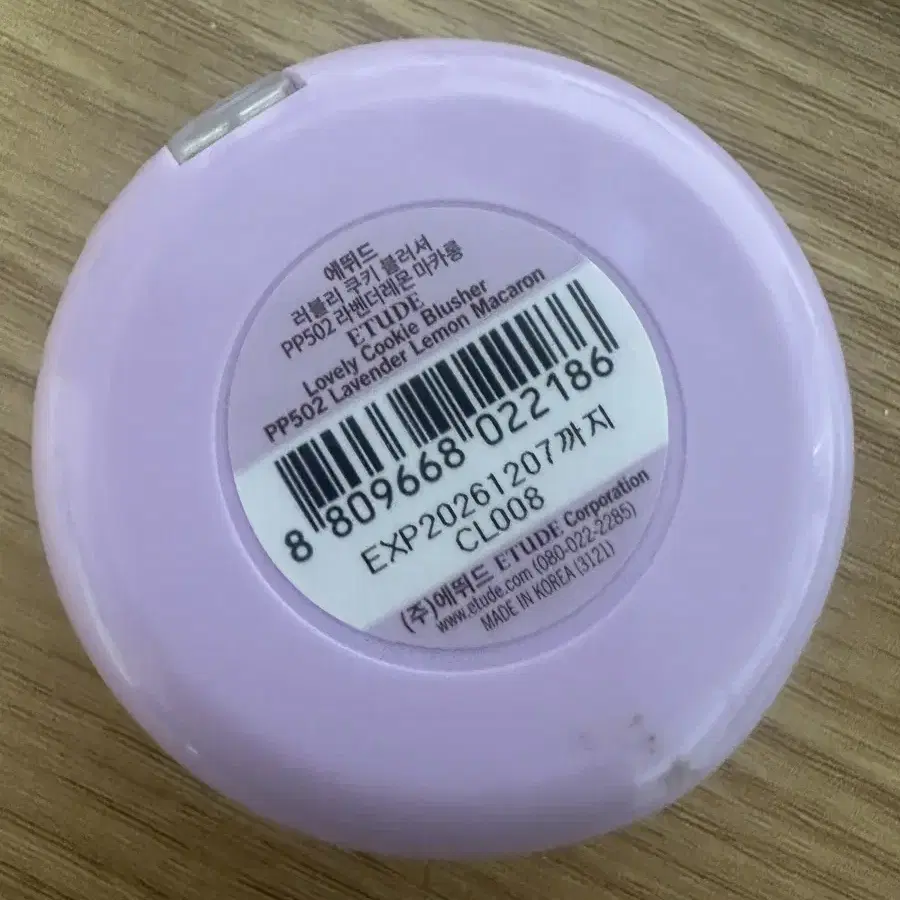 에뛰드
러블리 쿠키 블러셔
PP502 라벤더레몬 마카롱
ETUDE
Lovely Cookie Blusher
PP502 Lavender Lemon Macaron
8 809668 022186
EXP20261207까지
CL008
(주)에뛰드 ETUDE Corporation
www.etude.com (080-022-2285)
MADE IN KOREA (3121)